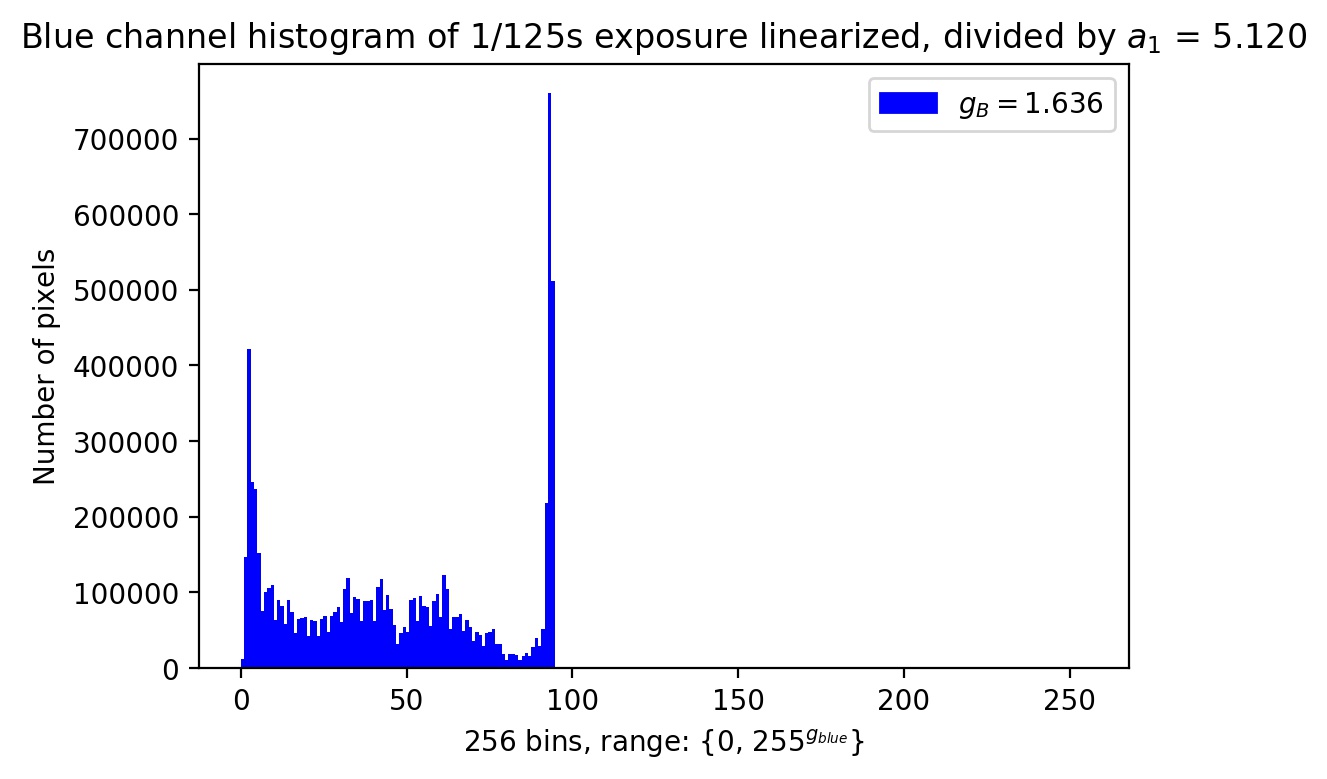 Blue channel histogram of 1/125s exposure linearized, divided by a₁ = 5.120
g_B = 1.636
700000
600000
500000
400000
300000
200000
100000
0
Number of pixels
0 50 100 150 200 250
256 bins, range: {0, 255^{g_{blue}}}